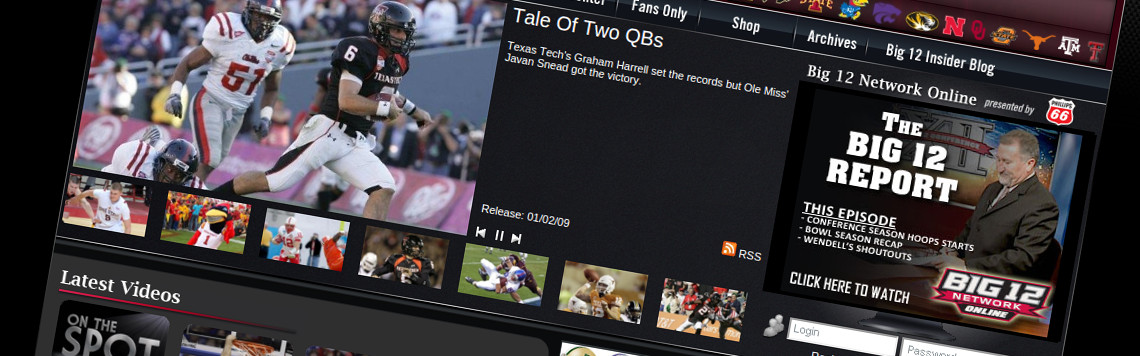 Fans Only
Shop
Archives
Big 12 Insider Blog
Tale Of Two QBs
Texas Tech's Graham Harrell set the records but Ole Miss'
Javan Snead got the victory.
Release: 01/02/09
RSS
Big 12 Network Online presented by PHILLIPS 66
THE
BIG 12
REPORT
THIS EPISODE
- CONFERENCE SEASON HOOPS STARTS
- BOWL SEASON RECAP
- WENDELL'S SHOUTOUTS
CLICK HERE TO WATCH
BIG 12
NETWORK
ONLINE
Login
Password
Latest Videos
ON THE
SPOT
51
6